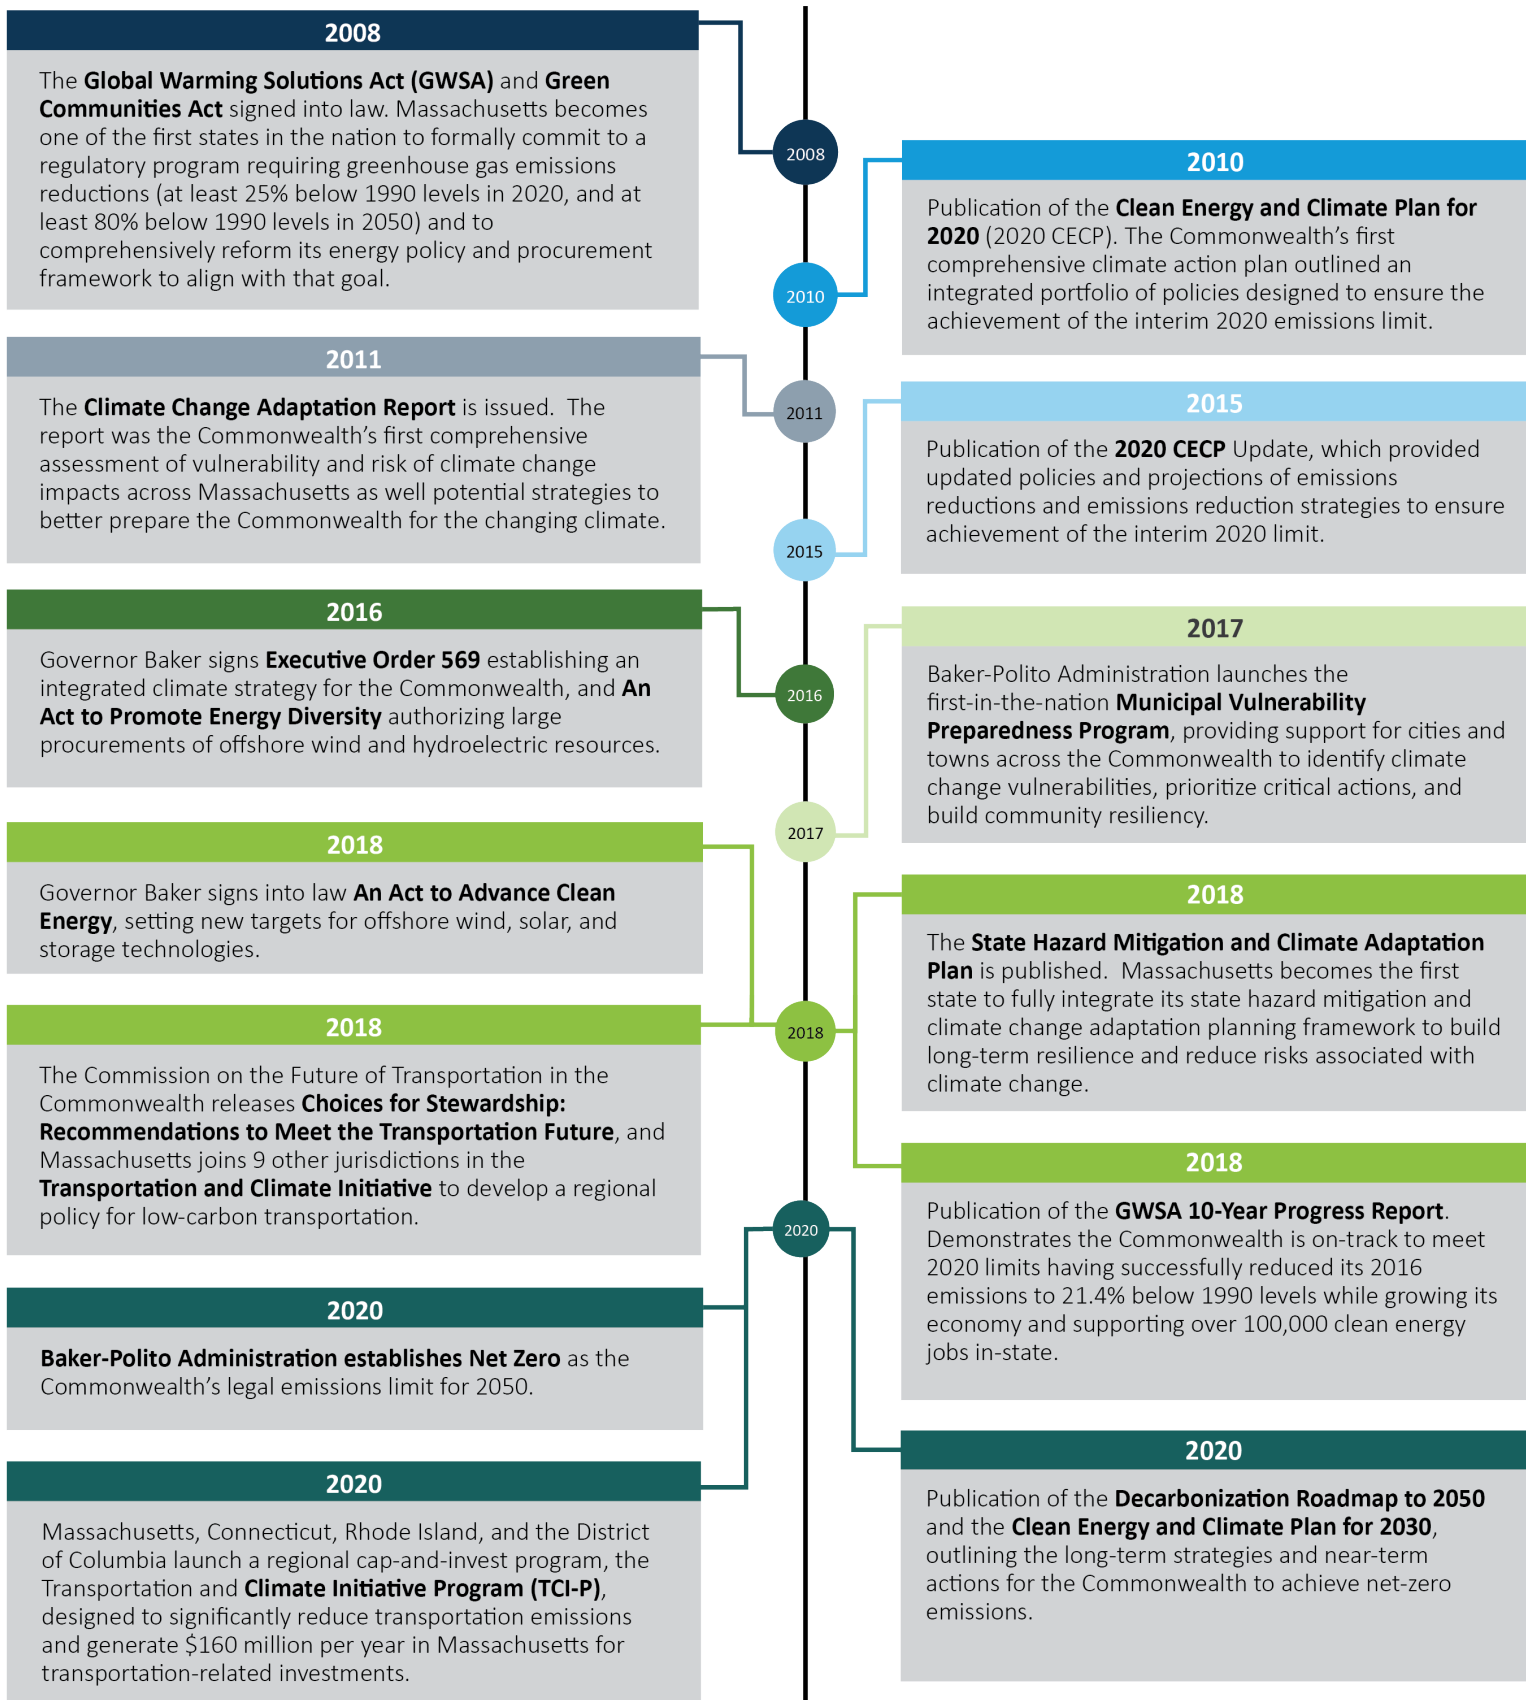 2008
The Global Warming Solutions Act (GWSA) and Green
Communities Act signed into law. Massachusetts becomes
one of the first states in the nation to formally commit to a
regulatory program requiring greenhouse gas emissions
reductions (at least 25% below 1990 levels in 2020, and at
least 80% below 1990 levels in 2050) and to
comprehensively reform its energy policy and procurement
framework to align with that goal.
2008
2010
Publication of the Clean Energy and Climate Plan for
2020 (2020 CECP). The Commonwealth’s first
comprehensive climate action plan outlined an
integrated portfolio of policies designed to ensure the
achievement of the interim 2020 emissions limit.
2010
2011
The Climate Change Adaptation Report is issued.  The
report was the Commonwealth’s first comprehensive
assessment of vulnerability and risk of climate change
impacts across Massachusetts as well potential strategies to
better prepare the Commonwealth for the changing climate.
2011
2015
Publication of the 2020 CECP Update, which provided
updated policies and projections of emissions
reductions and emissions reduction strategies to ensure
achievement of the interim 2020 limit.
2015
2016
Governor Baker signs Executive Order 569 establishing an
integrated climate strategy for the Commonwealth, and An
Act to Promote Energy Diversity authorizing large
procurements of offshore wind and hydroelectric resources.
2016
2017
Baker-Polito Administration launches the
first-in-the-nation Municipal Vulnerability
Preparedness Program, providing support for cities and
towns across the Commonwealth to identify climate
change vulnerabilities, prioritize critical actions, and
build community resiliency.
2017
2018
Governor Baker signs into law An Act to Advance Clean
Energy, setting new targets for offshore wind, solar, and
storage technologies.
2018
The State Hazard Mitigation and Climate Adaptation
Plan is published.  Massachusetts becomes the first
state to fully integrate its state hazard mitigation and
climate change adaptation planning framework to build
long-term resilience and reduce risks associated with
climate change.
2018
2018
The Commission on the Future of Transportation in the
Commonwealth releases Choices for Stewardship:
Recommendations to Meet the Transportation Future, and
Massachusetts joins 9 other jurisdictions in the
Transportation and Climate Initiative to develop a regional
policy for low-carbon transportation.
2018
Publication of the GWSA 10-Year Progress Report.
Demonstrates the Commonwealth is on-track to meet
2020 limits having successfully reduced its 2016
emissions to 21.4% below 1990 levels while growing its
economy and supporting over 100,000 clean energy
jobs in-state.
2020
2020
Baker-Polito Administration establishes Net Zero as the
Commonwealth’s legal emissions limit for 2050.
2020
Massachusetts, Connecticut, Rhode Island, and the District
of Columbia launch a regional cap-and-invest program, the
Transportation and Climate Initiative Program (TCI-P),
designed to significantly reduce transportation emissions
and generate $160 million per year in Massachusetts for
transportation-related investments.
2020
Publication of the Decarbonization Roadmap to 2050
and the Clean Energy and Climate Plan for 2030,
outlining the long-term strategies and near-term
actions for the Commonwealth to achieve net-zero
emissions.